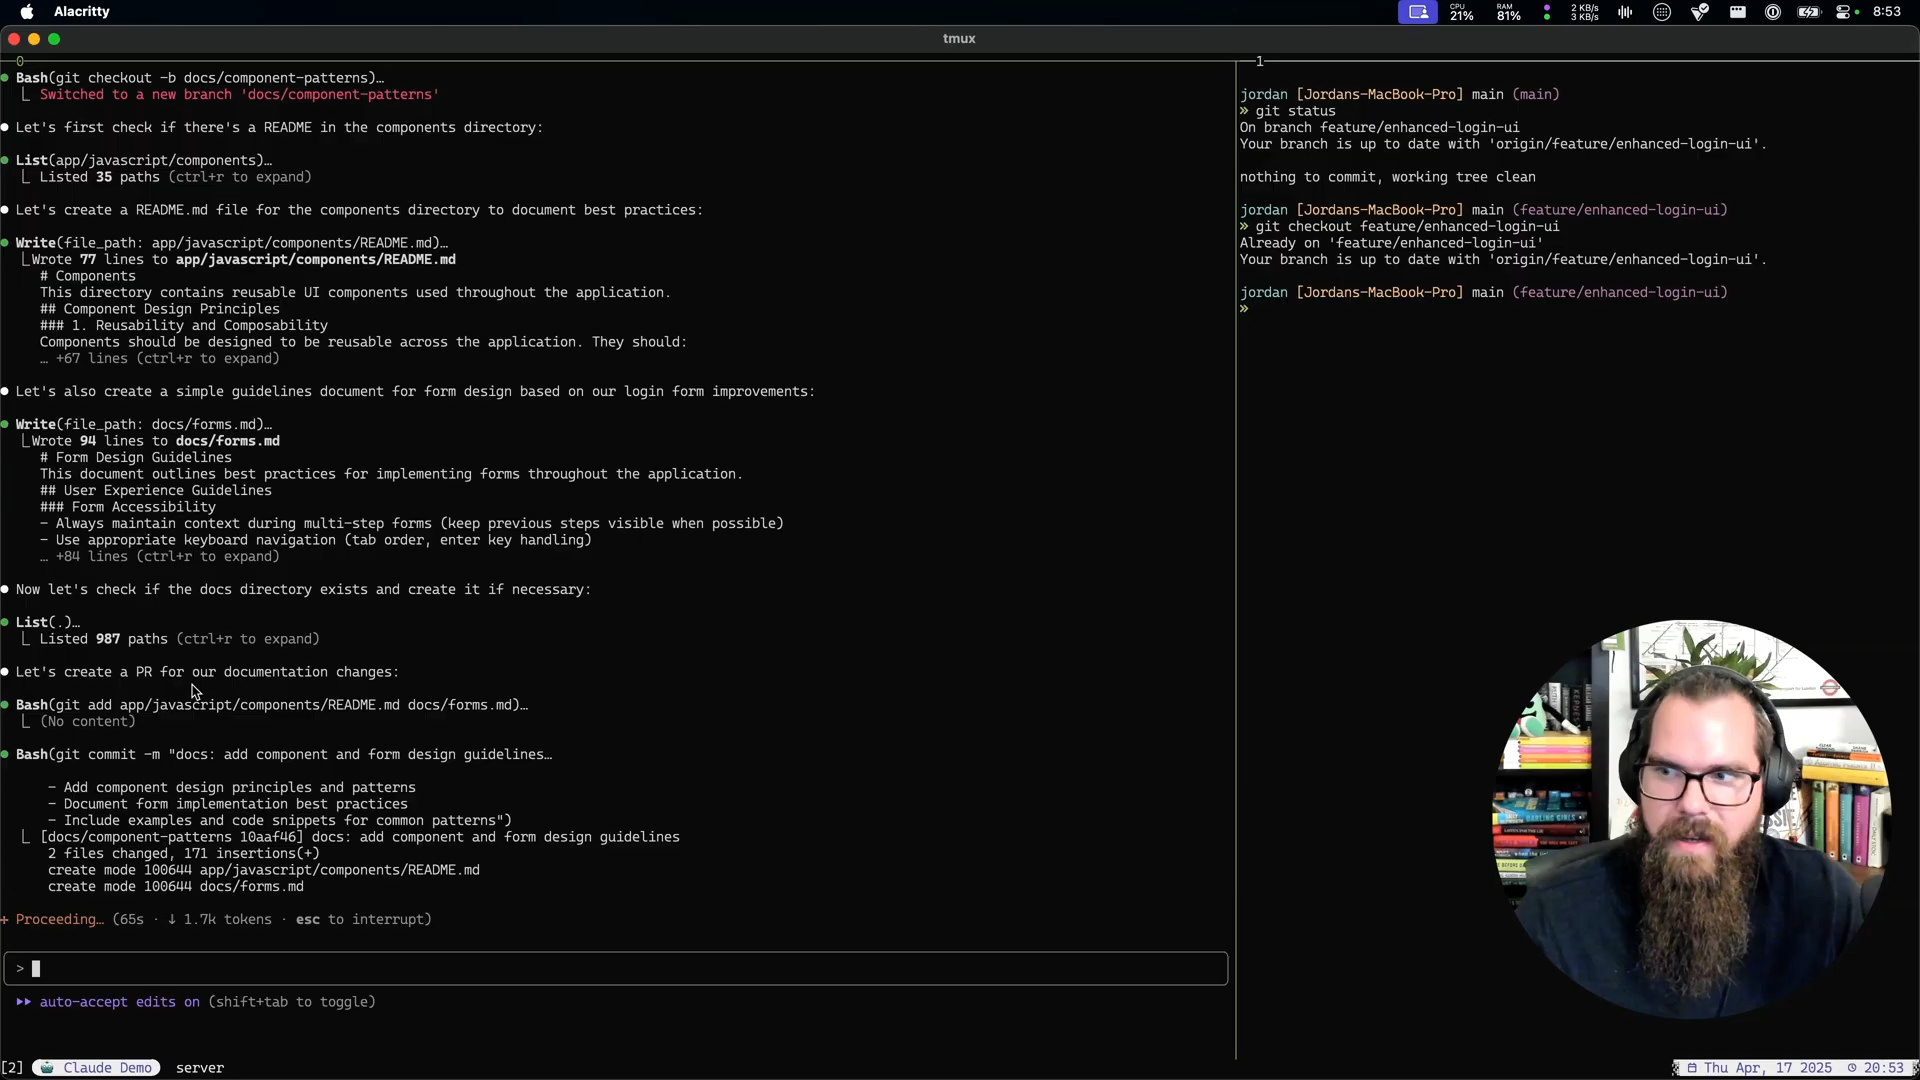 Alacritty
CPU 21%
RAM 81%
2 KB/s
3 KB/s
8:53
tmux
0
Bash(git checkout -b docs/component-patterns)…
Switched to a new branch 'docs/component-patterns'
Let's first check if there's a README in the components directory:
List(app/javascript/components)…
Listed 35 paths (ctrl+r to expand)
Let's create a README.md file for the components directory to document best practices:
Write(file_path: app/javascript/components/README.md)…
Wrote 77 lines to app/javascript/components/README.md
# Components
This directory contains reusable UI components used throughout the application.
## Component Design Principles
### 1. Reusability and Composability
Components should be designed to be reusable across the application. They should:
… +67 lines (ctrl+r to expand)
Let's also create a simple guidelines document for form design based on our login form improvements:
Write(file_path: docs/forms.md)…
Wrote 94 lines to docs/forms.md
# Form Design Guidelines
This document outlines best practices for implementing forms throughout the application.
## User Experience Guidelines
### Form Accessibility
- Always maintain context during multi-step forms (keep previous steps visible when possible)
- Use appropriate keyboard navigation (tab order, enter key handling)
… +84 lines (ctrl+r to expand)
Now let's check if the docs directory exists and create it if necessary:
List(.)…
Listed 987 paths (ctrl+r to expand)
Let's create a PR for our documentation changes:
Bash(git add app/javascript/components/README.md docs/forms.md)…
(No content)
Bash(git commit -m "docs: add component and form design guidelines…
- Add component design principles and patterns
- Document form implementation best practices
- Include examples and code snippets for common patterns")
[docs/component-patterns 10aaf46] docs: add component and form design guidelines
2 files changed, 171 insertions(+)
create mode 100644 app/javascript/components/README.md
create mode 100644 docs/forms.md
Proceeding… (65s · ↓ 1.7k tokens · esc to interrupt)
>
auto-accept edits on (shift+tab to toggle)
1
jordan [Jordans-MacBook-Pro] main (main)
» git status
On branch feature/enhanced-login-ui
Your branch is up to date with 'origin/feature/enhanced-login-ui'.
nothing to commit, working tree clean
jordan [Jordans-MacBook-Pro] main (feature/enhanced-login-ui)
» git checkout feature/enhanced-login-ui
Already on 'feature/enhanced-login-ui'
Your branch is up to date with 'origin/feature/enhanced-login-ui'.
jordan [Jordans-MacBook-Pro] main (feature/enhanced-login-ui)
»
DARLING GIRLS
[2] Claude Demo server
Thu Apr, 17 2025 20:53